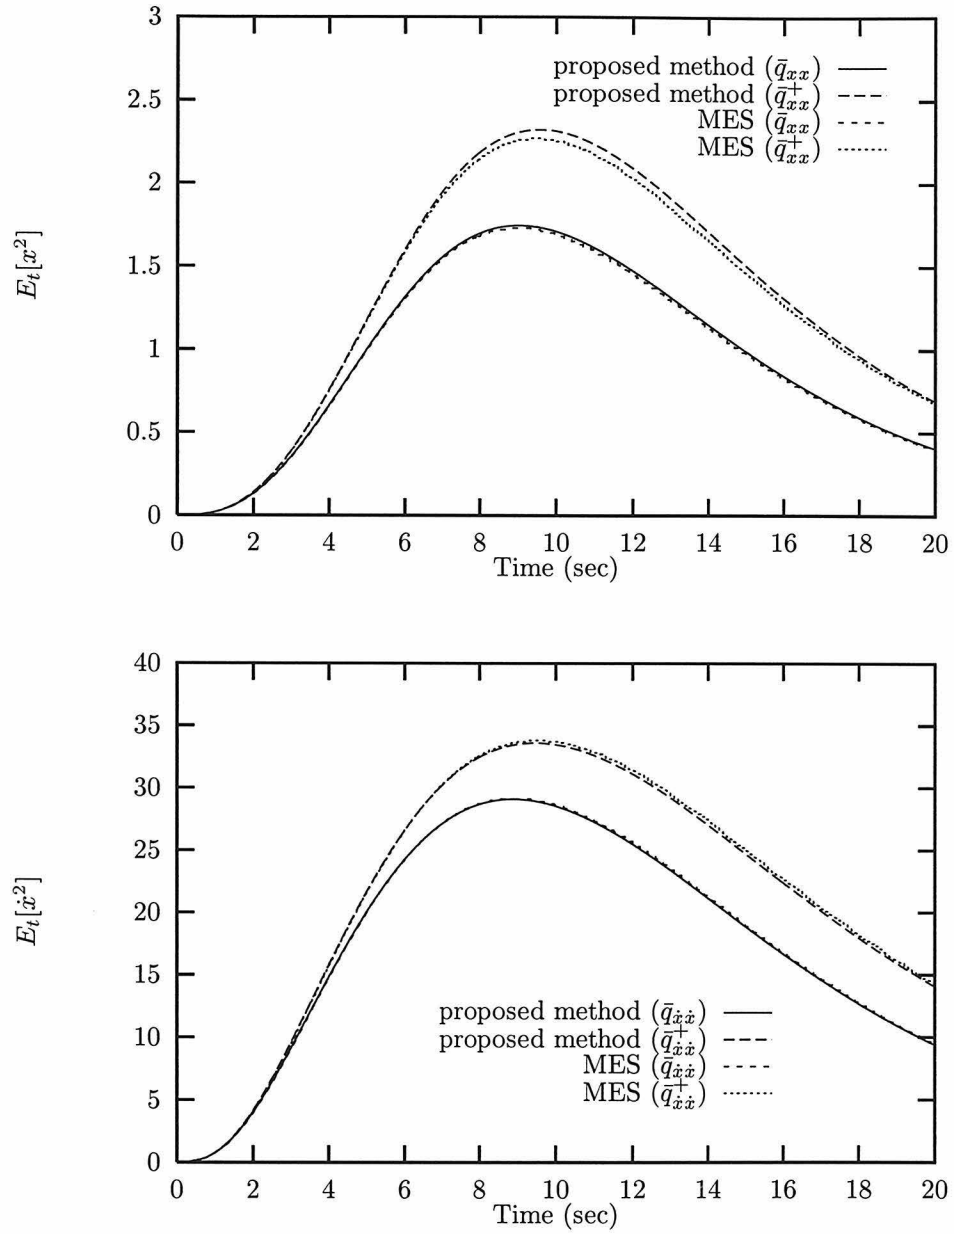 3
2.5
2
1.5
1
0.5
0
E_t[x²]
proposed method (q̄_xx)
proposed method (q̄⁺_xx)
MES (q̄_xx)
MES (q̄⁺_xx)
0 2 4 6 8 10 12 14 16 18 20
Time (sec)
40
35
30
25
20
15
10
5
0
E_t[ẋ²]
proposed method (q̄_ẋẋ)
proposed method (q̄⁺_ẋẋ)
MES (q̄_ẋẋ)
MES (q̄⁺_ẋẋ)
0 2 4 6 8 10 12 14 16 18 20
Time (sec)